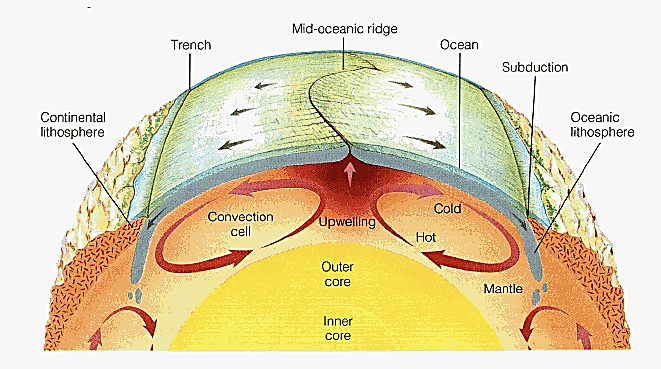 Mid-oceanic ridge
Trench
Ocean
Subduction
Continental
lithosphere
Oceanic
lithosphere
Convection
cell
Upwelling
Cold
Hot
Outer
core
Mantle
Inner
core